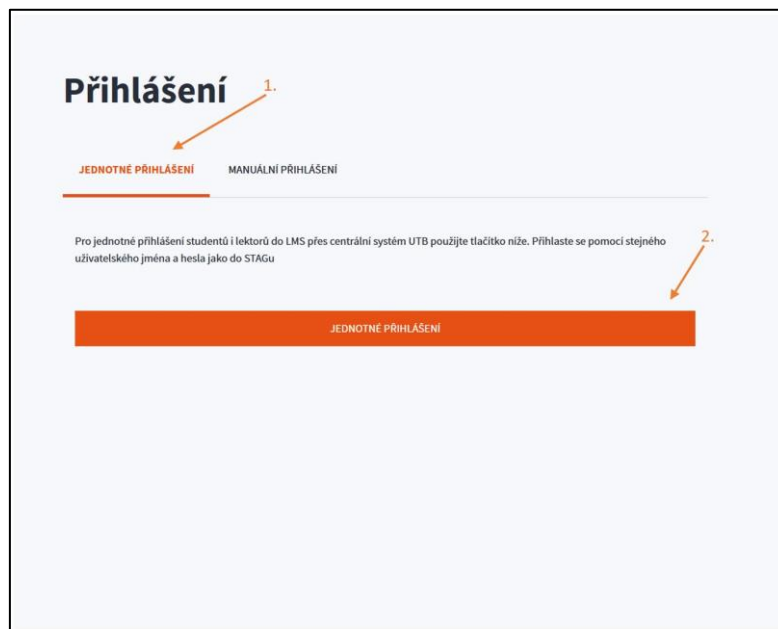 Přihlášení
1.
JEDNOTNÉ PŘIHLÁŠENÍ MANUÁLNÍ PŘIHLÁŠENÍ
Pro jednotné přihlášení studentů i lektorů do LMS přes centrální systém UTB použijte tlačítko níže. Přihlaste se pomocí stejného
uživatelského jména a hesla jako do STAGu
2.
JEDNOTNÉ PŘIHLÁŠENÍ